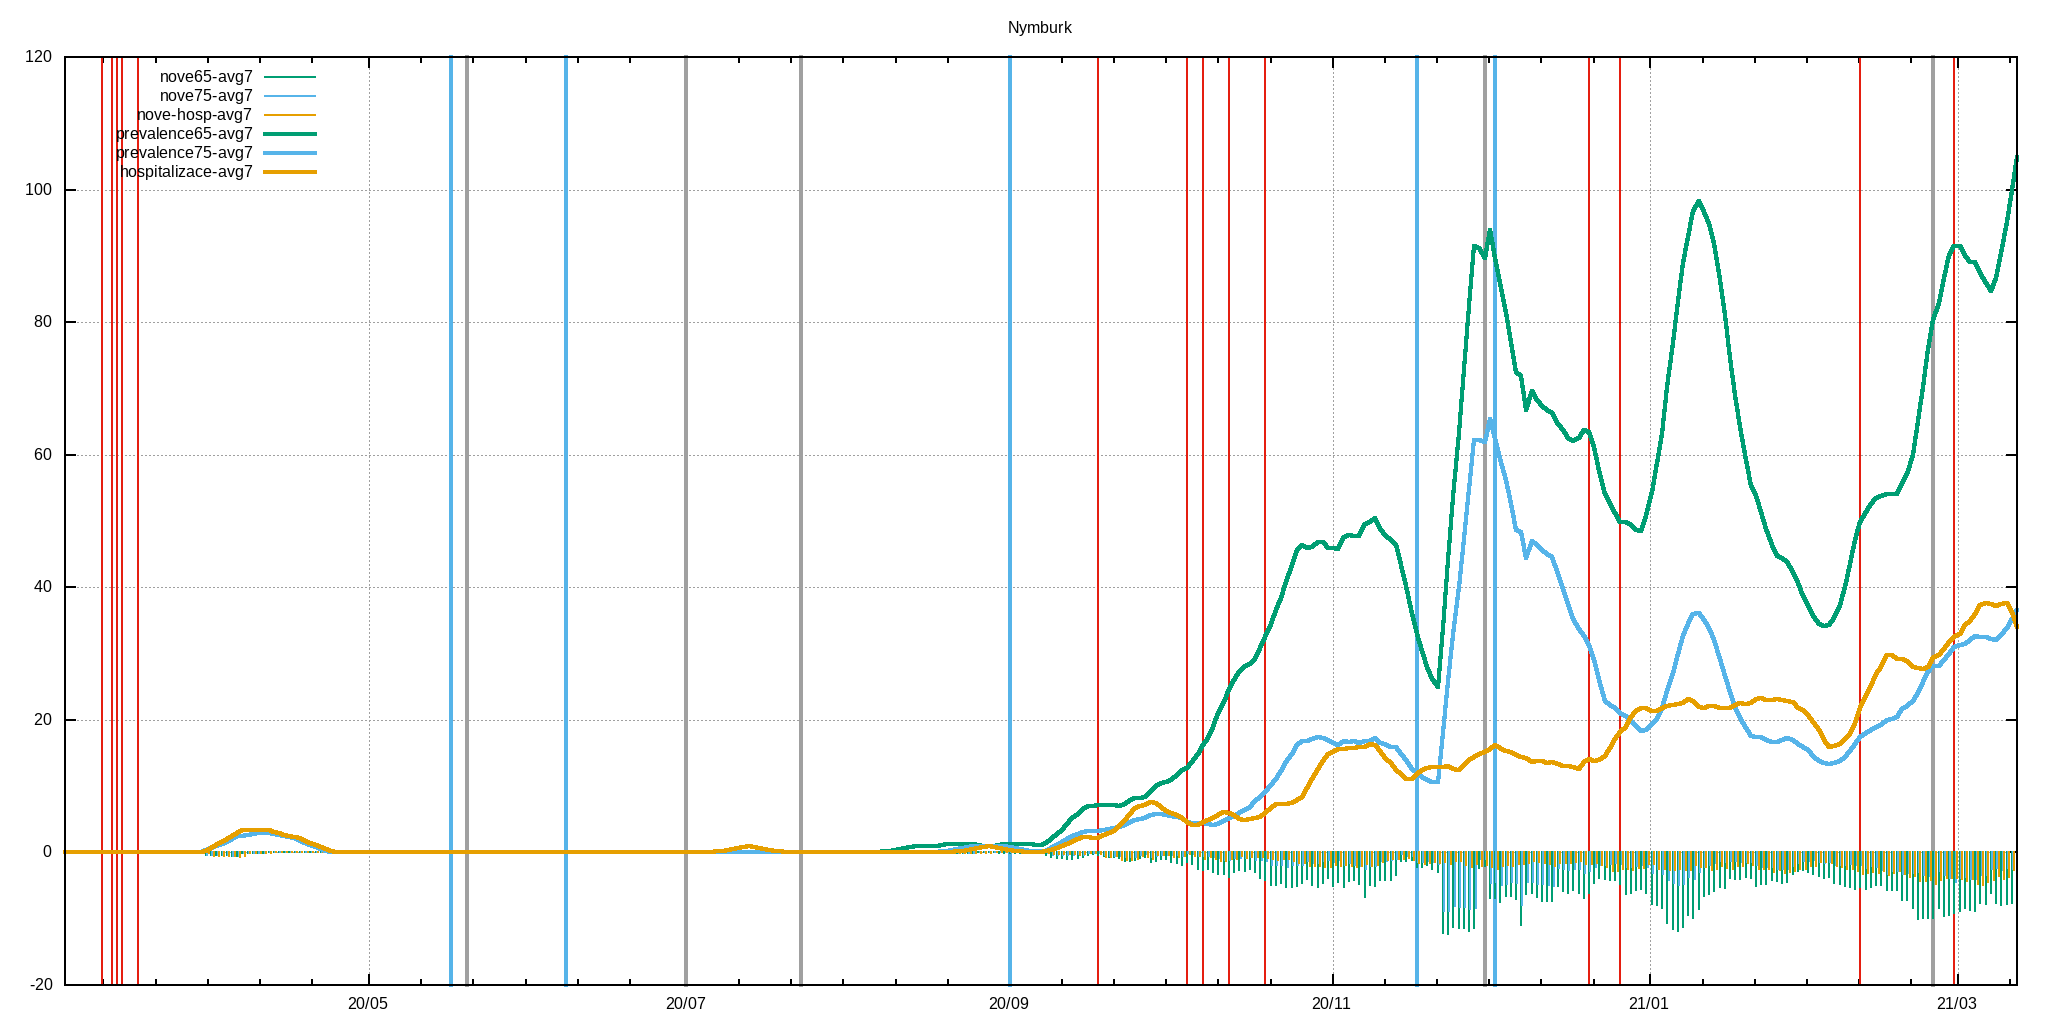 Nymburk
120
100
80
60
40
20
0
-20
nove65-avg7
nove75-avg7
nove-hosp-avg7
prevalence65-avg7
prevalence75-avg7
hospitalizace-avg7
20/05
20/07
20/09
20/11
21/01
21/03